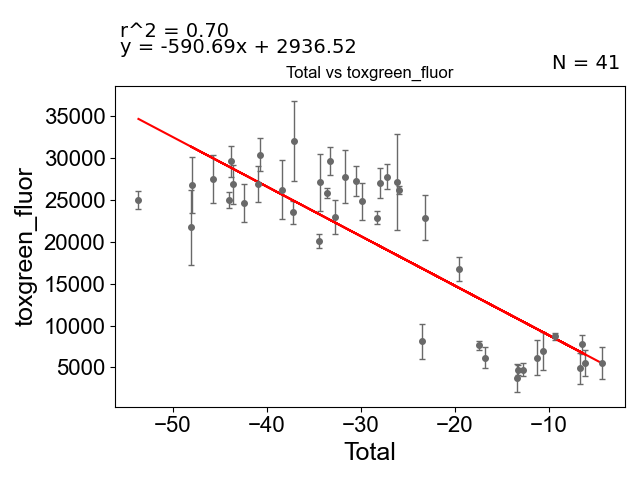 r^2 = 0.70
y = -590.69x + 2936.52
N = 41
Total vs toxgreen_fluor
35000
30000
25000
20000
15000
10000
5000
toxgreen_fluor
−50 −40 −30 −20 −10
Total